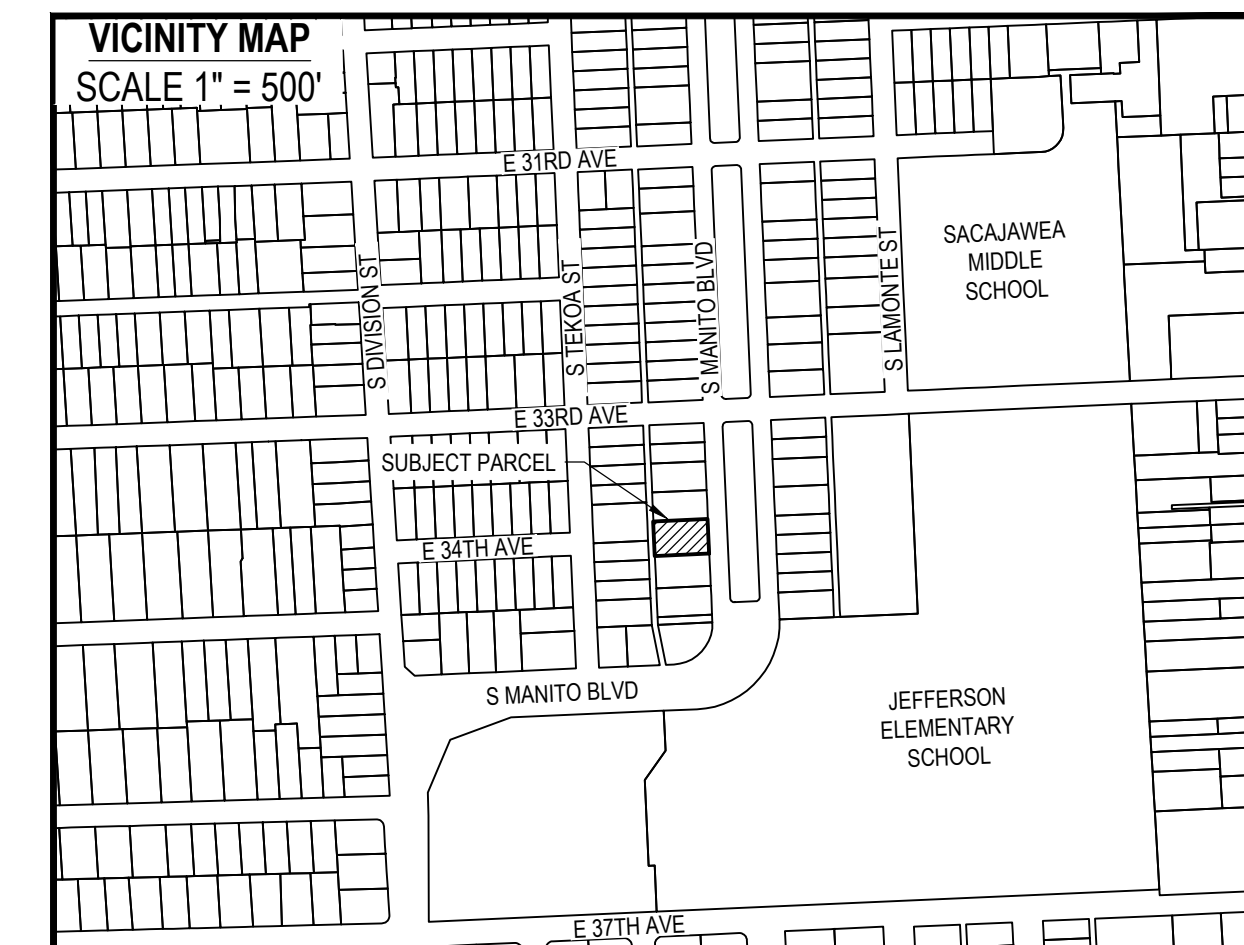 VICINITY MAP
SCALE 1" = 500'
E 31RD AVE
SACAJAWEA
MIDDLE
SCHOOL
S DIVISION ST
S TEKOA ST
S MANITO BLVD
S LAMONTE ST
E 33RD AVE
SUBJECT PARCEL
E 34TH AVE
S MANITO BLVD
JEFFERSON
ELEMENTARY
SCHOOL
E 37TH AVE